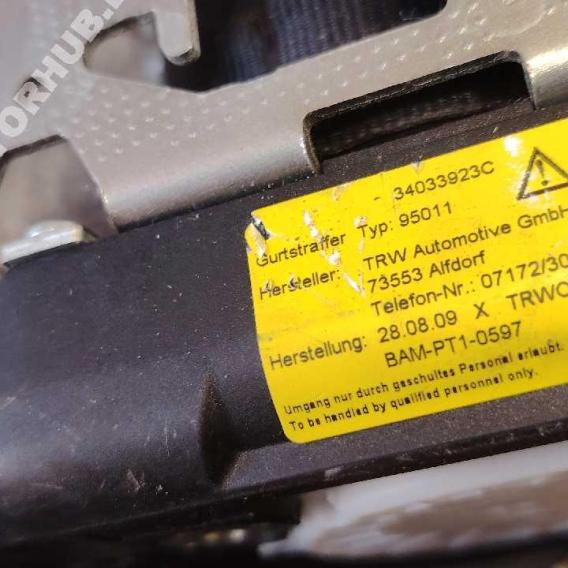 34033923C
Gurtstraffer Typ: 95011
Hersteller: TRW Automotive GmbH
73553 Alfdorf
Telefon-Nr.: 07172/30
Herstellung: 28.08.09 X TRWO
BAM-PT1-0597
Umgang nur durch geschultes Personal erlaubt.
To be handled by qualified personnel only.